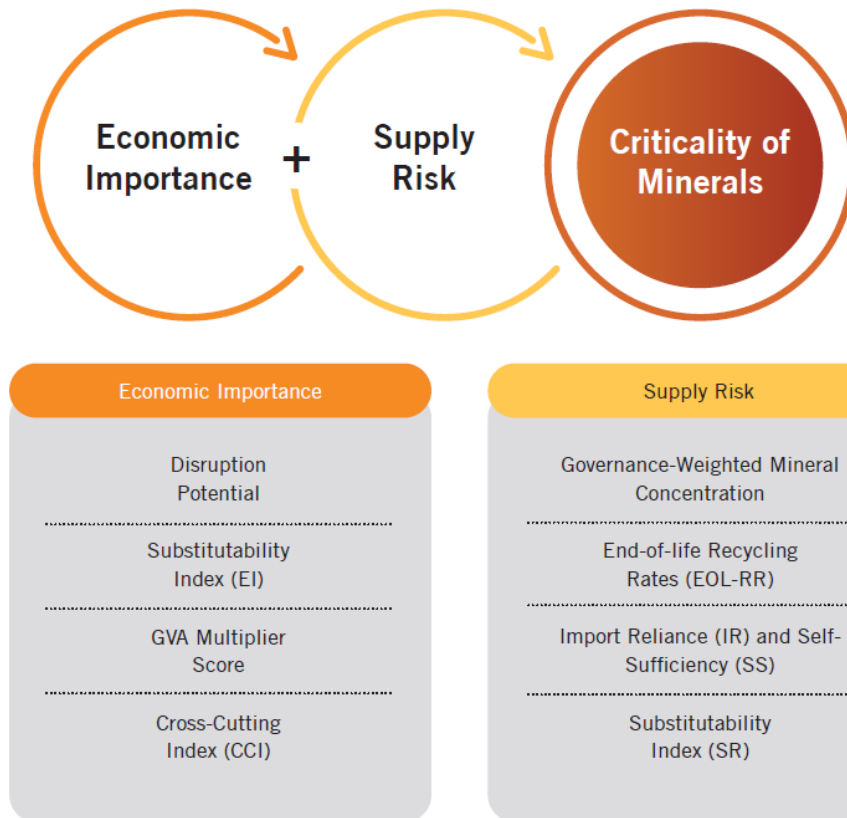 Economic
Importance
+
Supply
Risk
Criticality of
Minerals
Economic Importance
Disruption
Potential
Substitutability
Index (EI)
GVA Multiplier
Score
Cross-Cutting
Index (CCI)
Supply Risk
Governance-Weighted Mineral
Concentration
End-of-life Recycling
Rates (EOL-RR)
Import Reliance (IR) and Self-
Sufficiency (SS)
Substitutability
Index (SR)